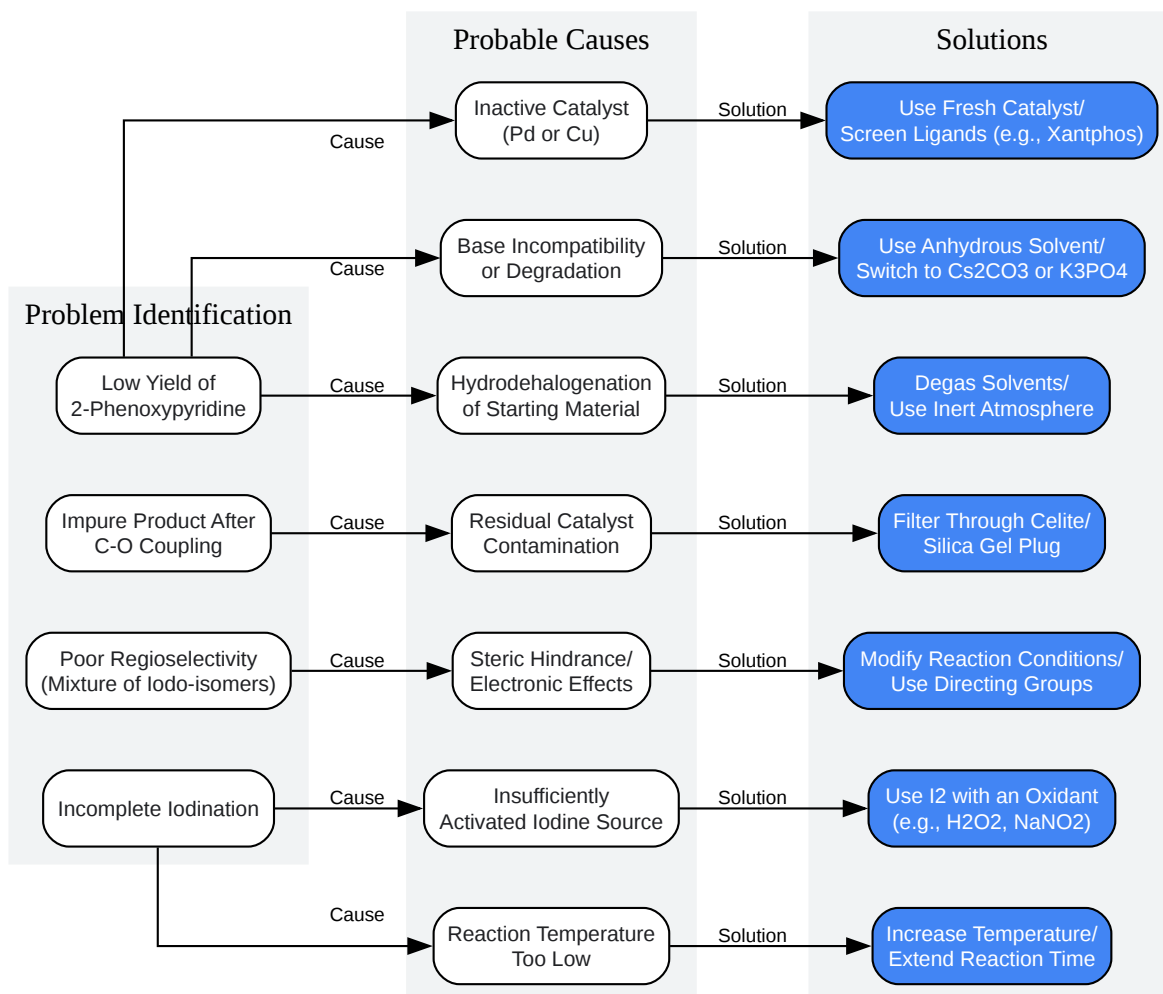 Probable Causes
Solutions
Inactive Catalyst
(Pd or Cu)
Solution
Use Fresh Catalyst/
Screen Ligands (e.g., Xantphos)
Cause
Base Incompatibility
or Degradation
Solution
Use Anhydrous Solvent/
Switch to Cs2CO3 or K3PO4
Cause
Problem Identification
Low Yield of
2-Phenoxypyridine
Cause
Hydrodehalogenation
of Starting Material
Solution
Degas Solvents/
Use Inert Atmosphere
Impure Product After
C-O Coupling
Cause
Residual Catalyst
Contamination
Solution
Filter Through Celite/
Silica Gel Plug
Poor Regioselectivity
(Mixture of Iodo-isomers)
Cause
Steric Hindrance/
Electronic Effects
Solution
Modify Reaction Conditions/
Use Directing Groups
Incomplete Iodination
Cause
Insufficiently
Activated Iodine Source
Solution
Use I2 with an Oxidant
(e.g., H2O2, NaNO2)
Cause
Reaction Temperature
Too Low
Solution
Increase Temperature/
Extend Reaction Time